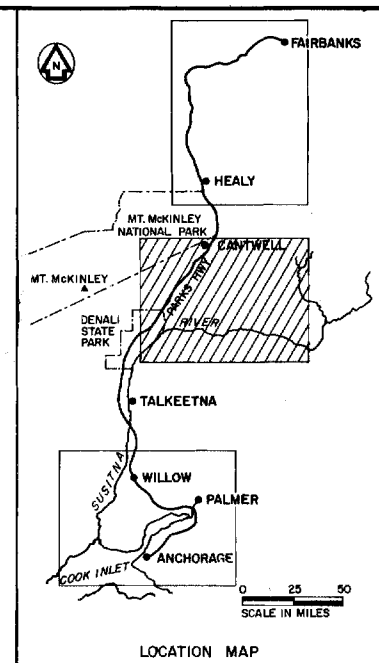 N
FAIRBANKS
HEALY
MT. McKINLEY
NATIONAL PARK
CANTWELL
MT. McKINLEY
PARKS HWY
DENALI
STATE
PARK
RIVER
TALKEETNA
SUSITNA
WILLOW
PALMER
ANCHORAGE
COOK INLET
0 25 50
SCALE IN MILES
LOCATION MAP